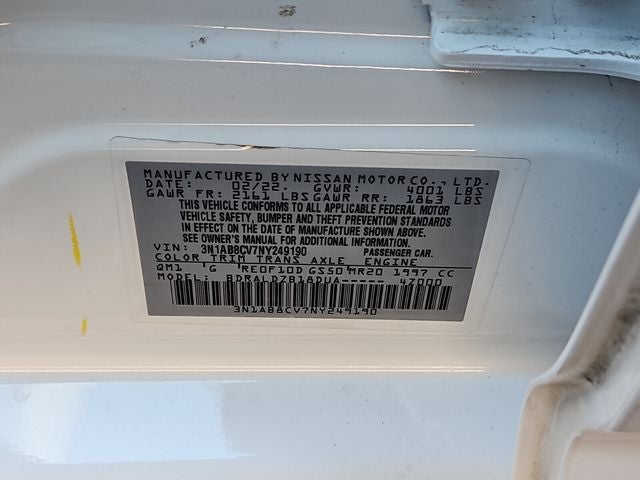 MANUFACTURED BY NISSAN MOTOR CO., LTD.
DATE: 02/22. GVWR: 4001 LBS
GAWR FR: 2161 LBS GAWR RR: 1863 LBS
THIS VEHICLE CONFORMS TO ALL APPLICABLE FEDERAL MOTOR
VEHICLE SAFETY, BUMPER AND THEFT PREVENTION STANDARDS
IN EFFECT ON THE DATE OF MANUFACTURE SHOWN ABOVE.
SEE OWNER'S MANUAL OR ADDITIONAL INFORMATION.
VIN: 3N1AB8CV7NY249190 PASSENGER CAR.
COLOR TRIM TRANS AXLE ENGINE
QM1 G RE0F10D GS50 MR20 1997 CC
MODEL: BDRALDZB18DUA----- 4Z000
3N1AB8CV7NY249190